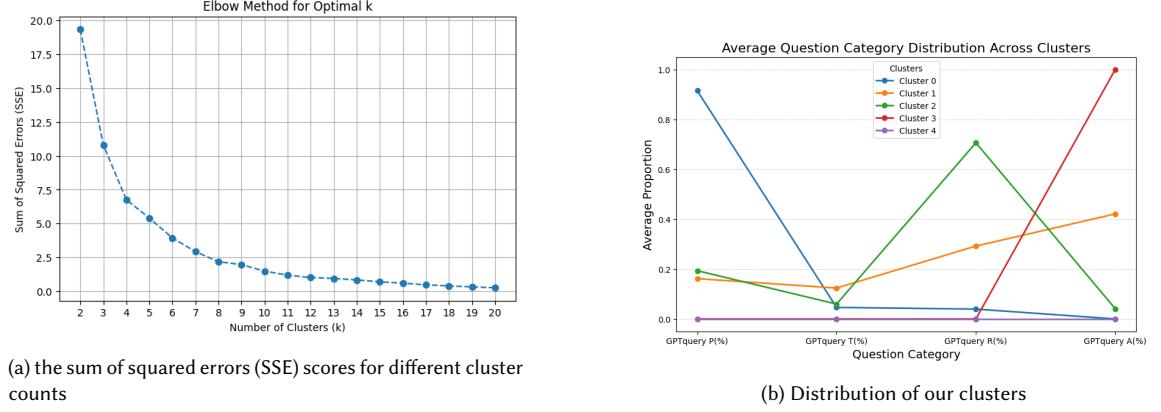 Elbow Method for Optimal k
20.0
17.5
15.0
12.5
10.0
7.5
5.0
2.5
0.0
Sum of Squared Errors (SSE)
2 3 4 5 6 7 8 9 10 11 12 13 14 15 16 17 18 19 20
Number of Clusters (k)
(a) the sum of squared errors (SSE) scores for different cluster
counts
Average Question Category Distribution Across Clusters
Clusters
Cluster 0
Cluster 1
Cluster 2
Cluster 3
Cluster 4
1.0
0.8
0.6
0.4
0.2
0.0
Average Proportion
GPTquery P(%) GPTquery T(%) GPTquery R(%) GPTquery A(%)
Question Category
(b) Distribution of our clusters